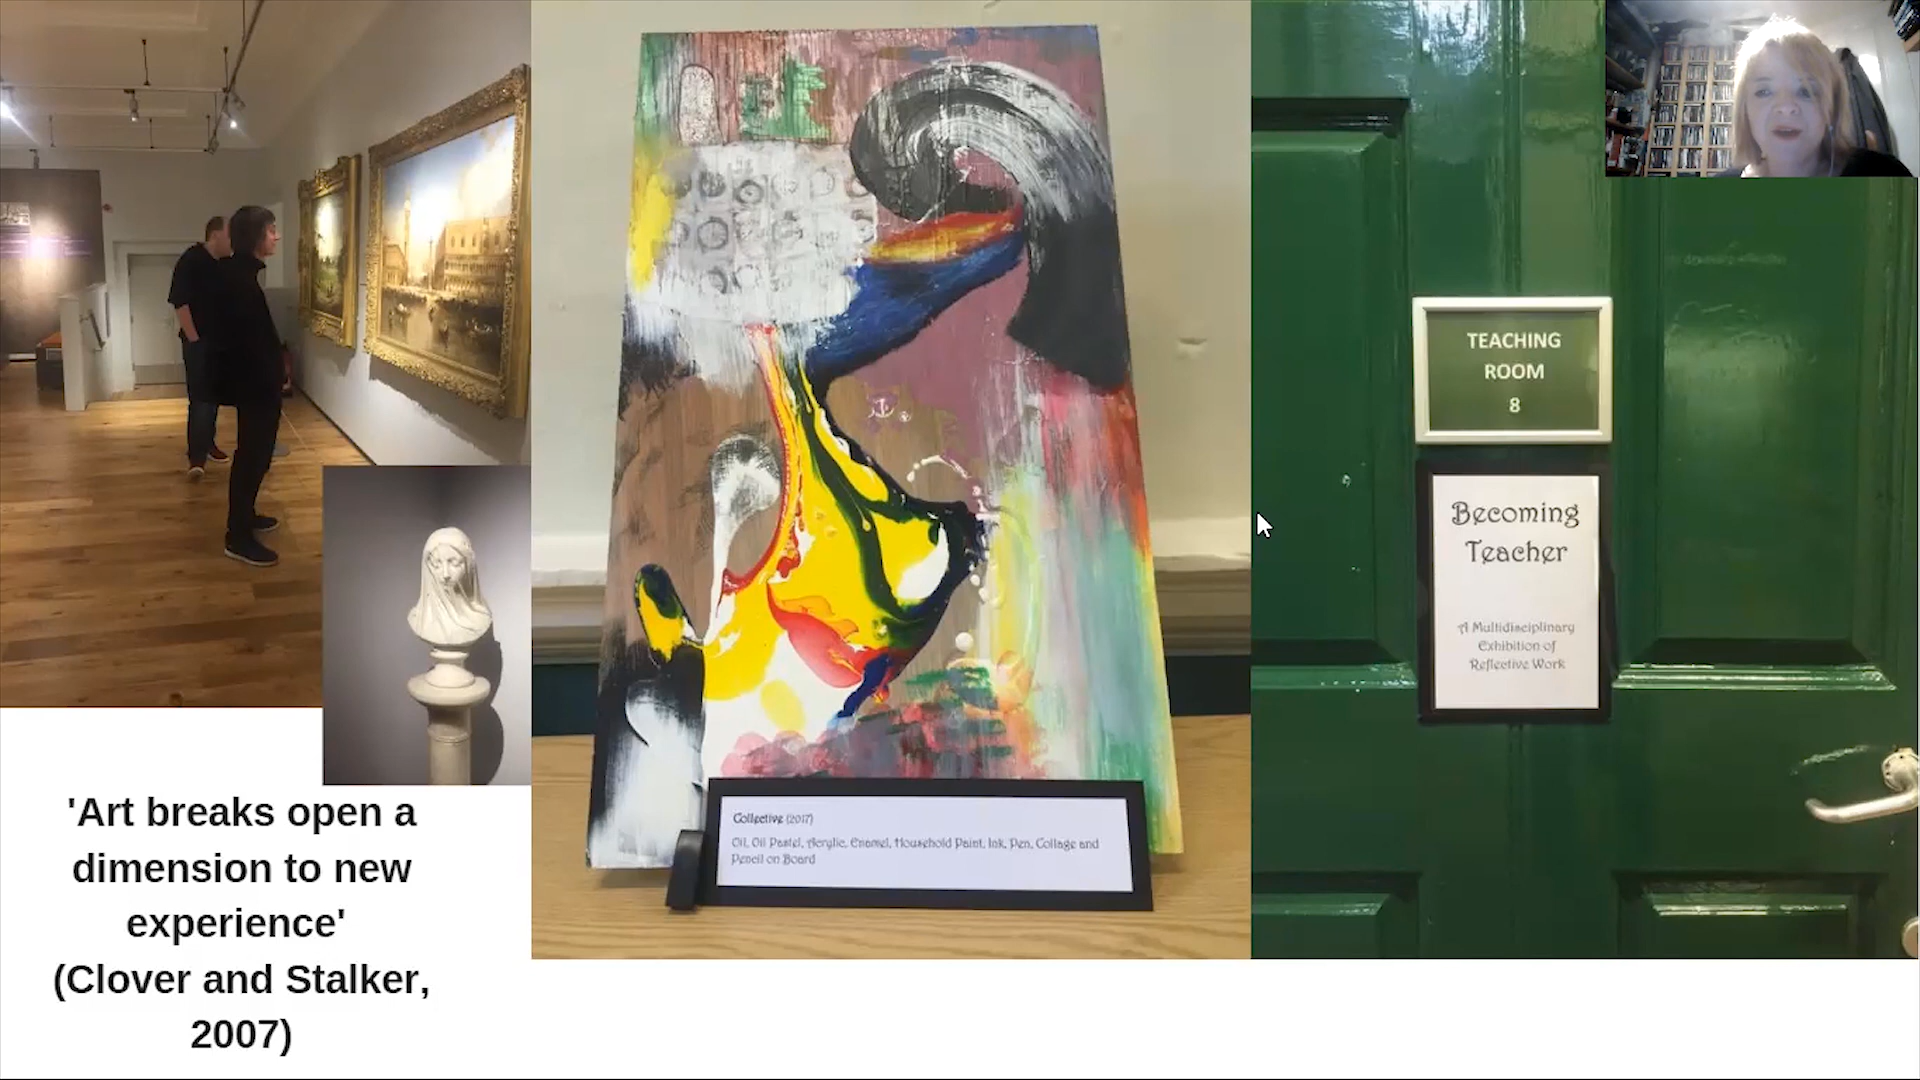 'Art breaks open a
dimension to new
experience'
(Clover and Stalker,
2007)
Collective (2017)
Oil, Oil Pastel, Acrylic, Enamel, Household Paint, Ink, Pen, Collage and
Pencil on Board
TEACHING
ROOM
8
Becoming
Teacher
A Multidisciplinary
Exhibition of
Reflective Work